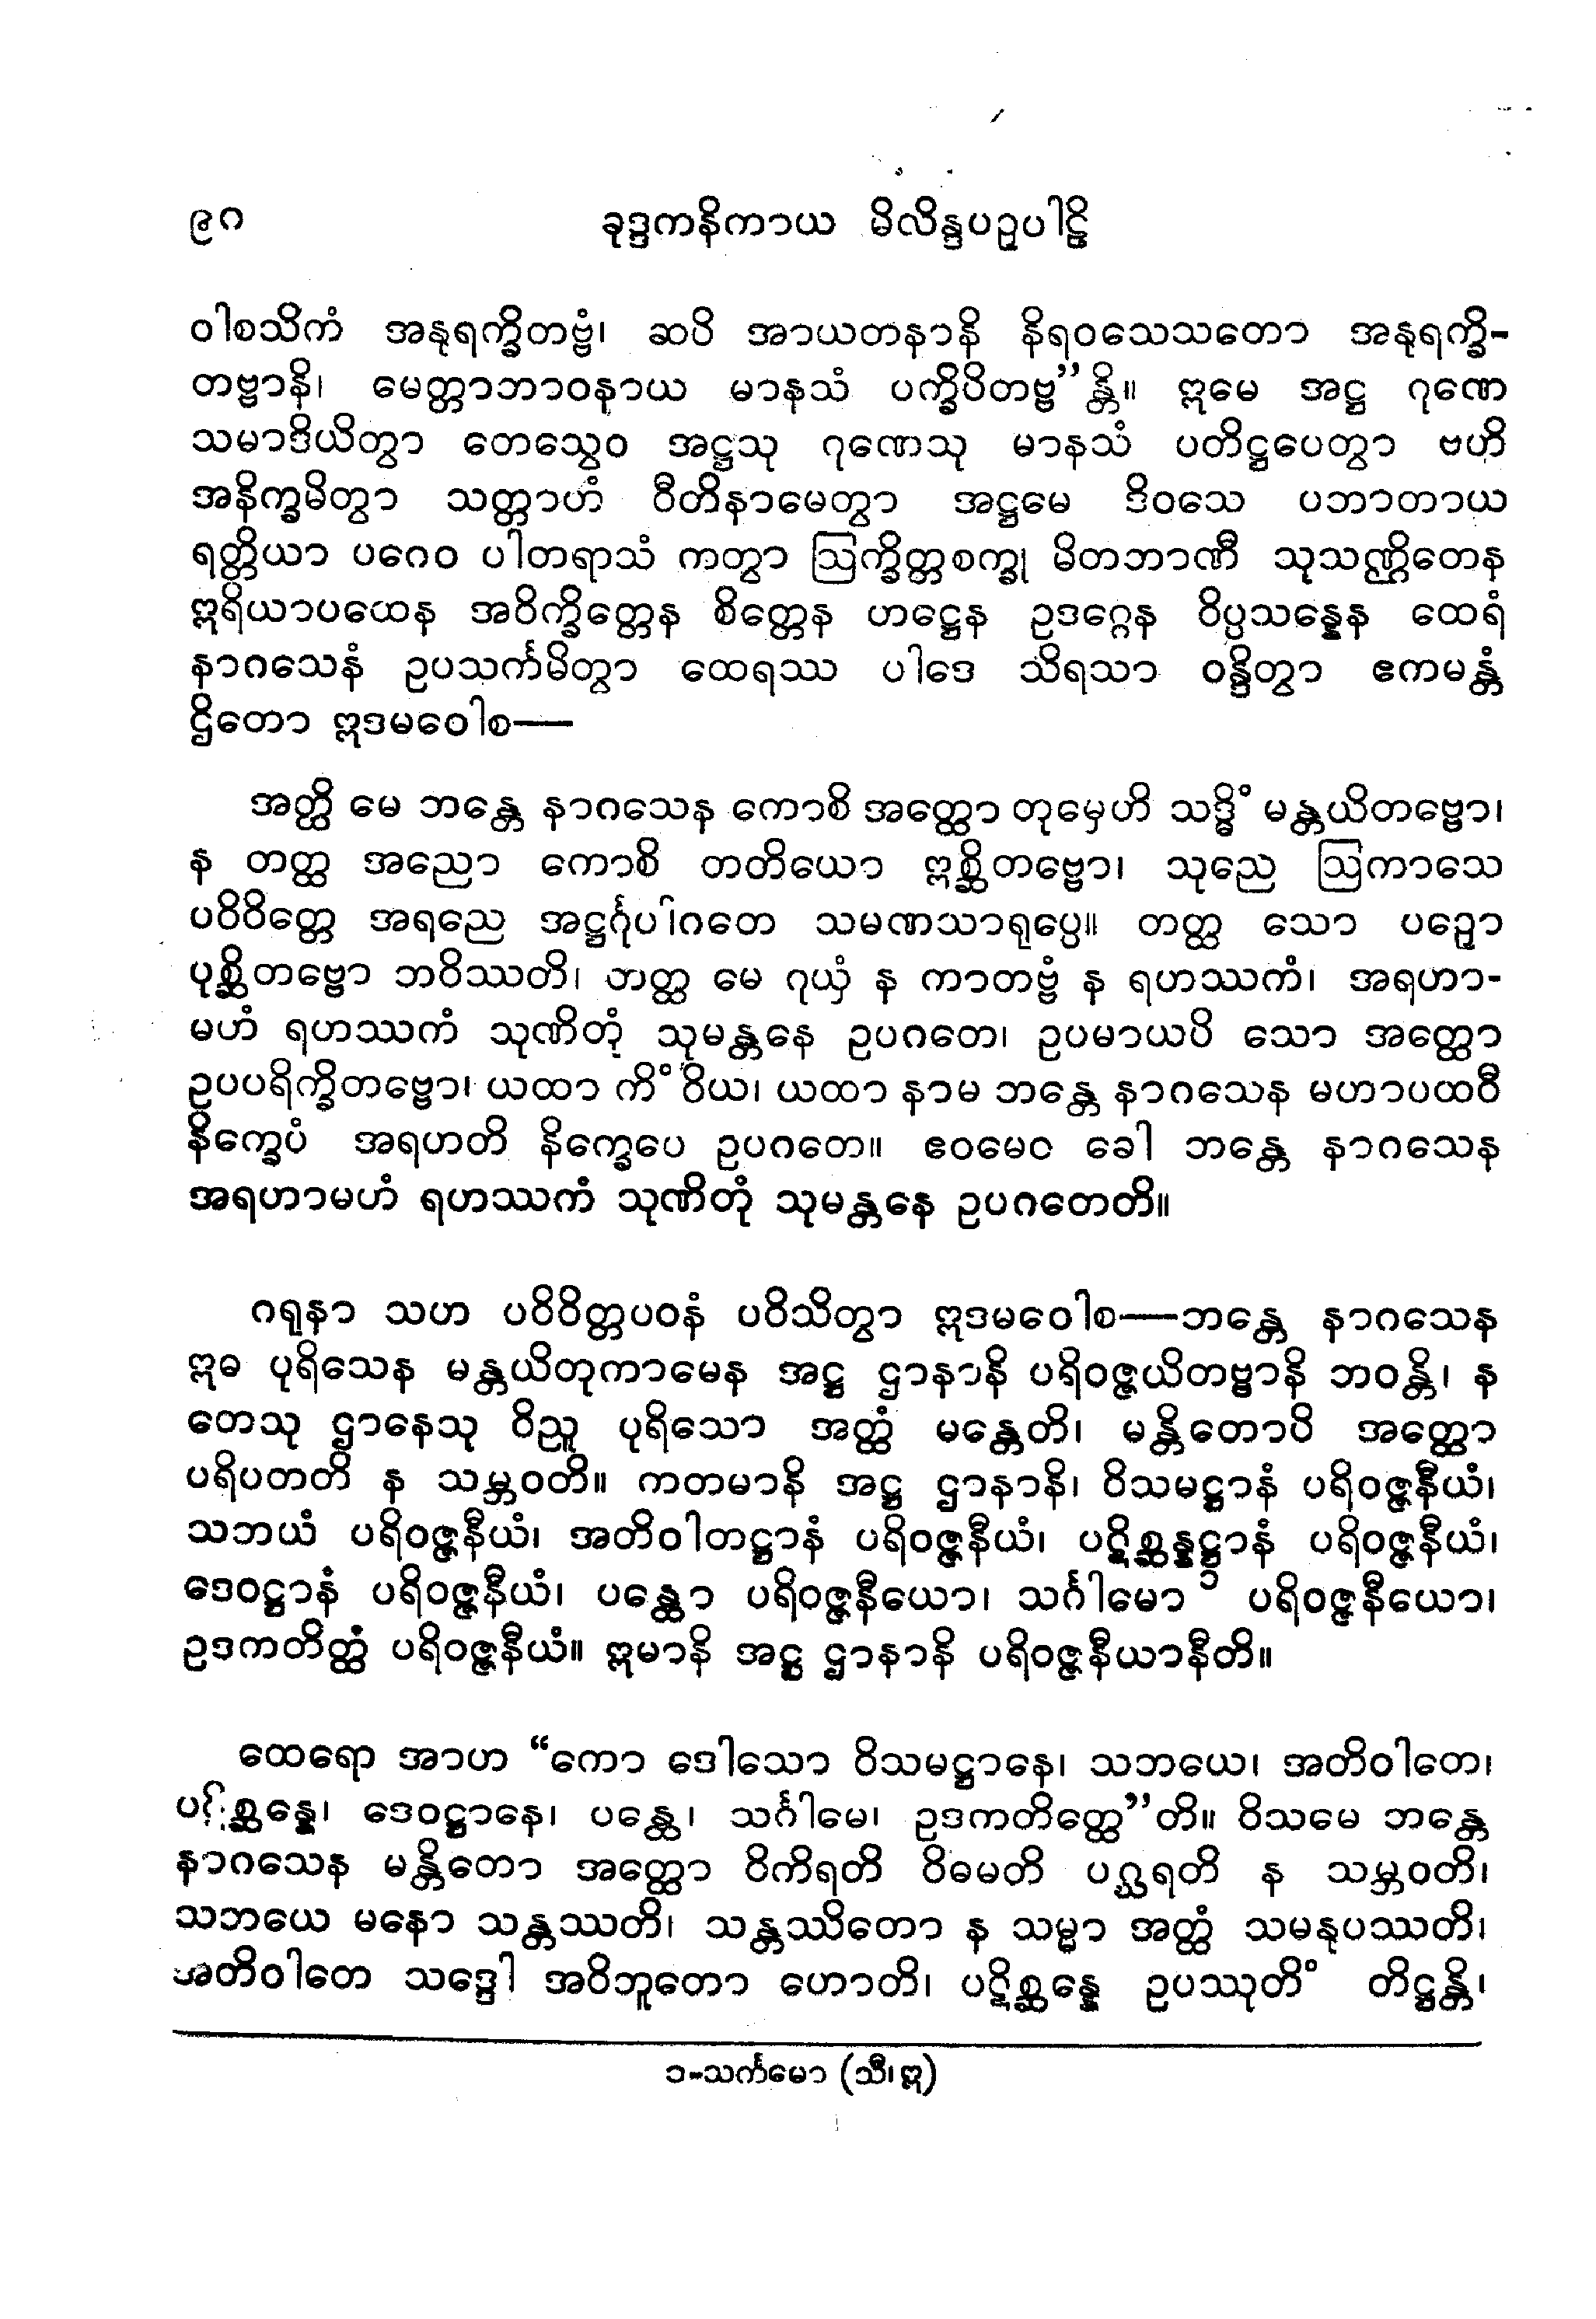 ၉၈ ခုဒ္ဒကနိကာယ မိလိန္ဒပဉှပါဠိ
ဝါစသိကံ အနုရက္ခိတဗ္ဗံ၊ ဆပိ အာယတနာနိ နိရဝသေသတော အနုရက္ခိ-
တဗ္ဗာနိ၊ မေတ္တာဘာဝနာယ မာနသံ ပက္ခိပိတဗ္ဗ”န္တိ။ ဣမေ အဋ္ဌ ဂုဏေ
သမာဒိယိတွာ တေသွေဝ အဋ္ဌသု ဂုဏေသု မာနသံ ပတိဋ္ဌပေတွာ ဗဟိ
အနိက္ခမိတွာ သတ္တာဟံ ဝီတိနာမေတွာ အဋ္ဌမေ ဒိဝသေ ပဘာတာယ
ရတ္တိယာ ပဂေဝ ပါတရာသံ ကတွာ ဩက္ခိတ္တစက္ခု မိတဘာဏီ သုသဏ္ဌိတေန
ဣရိယာပထေန အဝိက္ခိတ္တေန စိတ္တေန ဟဋ္ဌေန ဥဒဂ္ဂေန ဝိပ္ပသန္နေန ထေရံ
နာဂသေနံ ဥပသင်္ကမိတွာ ထေရဿ ပါဒေ သိရသာ ဝန္ဒိတွာ ဧကမန္တံ
ဌိတော ဣဒမဝေါစ—
အတ္ထိ မေ ဘန္တေ နာဂသေန ကောစိ အတ္ထော တုမှေဟိ သဒ္ဓိံ မန္တယိတဗ္ဗော၊
န တတ္ထ အညော ကောစိ တတိယော ဣစ္ဆိတဗ္ဗော၊ သုညေ ဩကာသေ
ပဝိဝိတ္တေ အရညေ အဋ္ဌင်္ဂုပါဂတေ သမဏသာရုပ္ပေ။ တတ္ထ သော ပဉှော
ပုစ္ဆိတဗ္ဗော ဘဝိဿတိ၊ တတ္ထ မေ ဂုယှံ န ကာတဗ္ဗံ န ရဟဿကံ၊ အရဟာ-
မဟံ ရဟဿကံ သုဏိတုံ သုမန္တနေ ဥပဂတေ၊ ဥပမာယပိ သော အတ္ထော
ဥပပရိက္ခိတဗ္ဗော၊ ယထာ ကိံ ဝိယ၊ ယထာ နာမ ဘန္တေ နာဂသေန မဟာပထဝီ
နိက္ခေပံ အရဟတိ နိက္ခေပေ ဥပဂတေ။ ဧဝမေဝ ခေါ ဘန္တေ နာဂသေန
အရဟာမဟံ ရဟဿကံ သုဏိတုံ သုမန္တနေ ဥပဂတေတိ။
ဂရုနာ သဟ ပဝိဝိတ္တပဝနံ ပဝိသိတွာ ဣဒမဝေါစ—ဘန္တေ နာဂသေန
ဣဓ ပုရိသေန မန္တယိတုကာမေန အဋ္ဌ ဌာနာနိ ပရိဝဇ္ဇယိတဗ္ဗာနိ ဘဝန္တိ၊ န
တေသု ဌာနေသု ဝိညူ ပုရိသော အတ္ထံ မန္တေတိ၊ မန္တိတောပိ အတ္ထော
ပရိပတတိ န သမ္ဘဝတိ။ ကတမာနိ အဋ္ဌ ဌာနာနိ၊ ဝိသမဋ္ဌာနံ ပရိဝဇ္ဇနီယံ၊
သဘယံ ပရိဝဇ္ဇနီယံ၊ အတိဝါတဋ္ဌာနံ ပရိဝဇ္ဇနီယံ၊ ပဋိစ္ဆန္နဋ္ဌာနံ ပရိဝဇ္ဇနီယံ၊
ဒေဝဋ္ဌာနံ ပရိဝဇ္ဇနီယံ၊ ပန္ထော ပရိဝဇ္ဇနီယော၊ သင်္ဂါမော ၁ ပရိဝဇ္ဇနီယော၊
ဥဒကတိတ္ထံ ပရိဝဇ္ဇနီယံ။ ဣမာနိ အဋ္ဌ ဌာနာနိ ပရိဝဇ္ဇနီယာနီတိ။
ထေရော အာဟ “ကော ဒေါသော ဝိသမဋ္ဌာနေ၊ သဘယေ၊ အတိဝါတေ၊
ပဋိစ္ဆန္နေ၊ ဒေဝဋ္ဌာနေ၊ ပန္ထေ၊ သင်္ဂါမေ၊ ဥဒကတိတ္ထေ”တိ။ ဝိသမေ ဘန္တေ
နာဂသေန မန္တိတော အတ္ထော ဝိကိရတိ ဝိဓမတိ ပဂ္ဃရတိ န သမ္ဘဝတိ၊
သဘယေ မနော သန္တဿတိ၊ သန္တဿိတော န သမ္မာ အတ္ထံ သမနုပဿတိ၊
အတိဝါတေ သဒ္ဒေါ အဝိဘူတော ဟောတိ၊ ပဋိစ္ဆန္နေ ဥပဿုတိံ တိဋ္ဌန္တိ၊
၁-သင်္ကမော (သီ၊ ဣ)